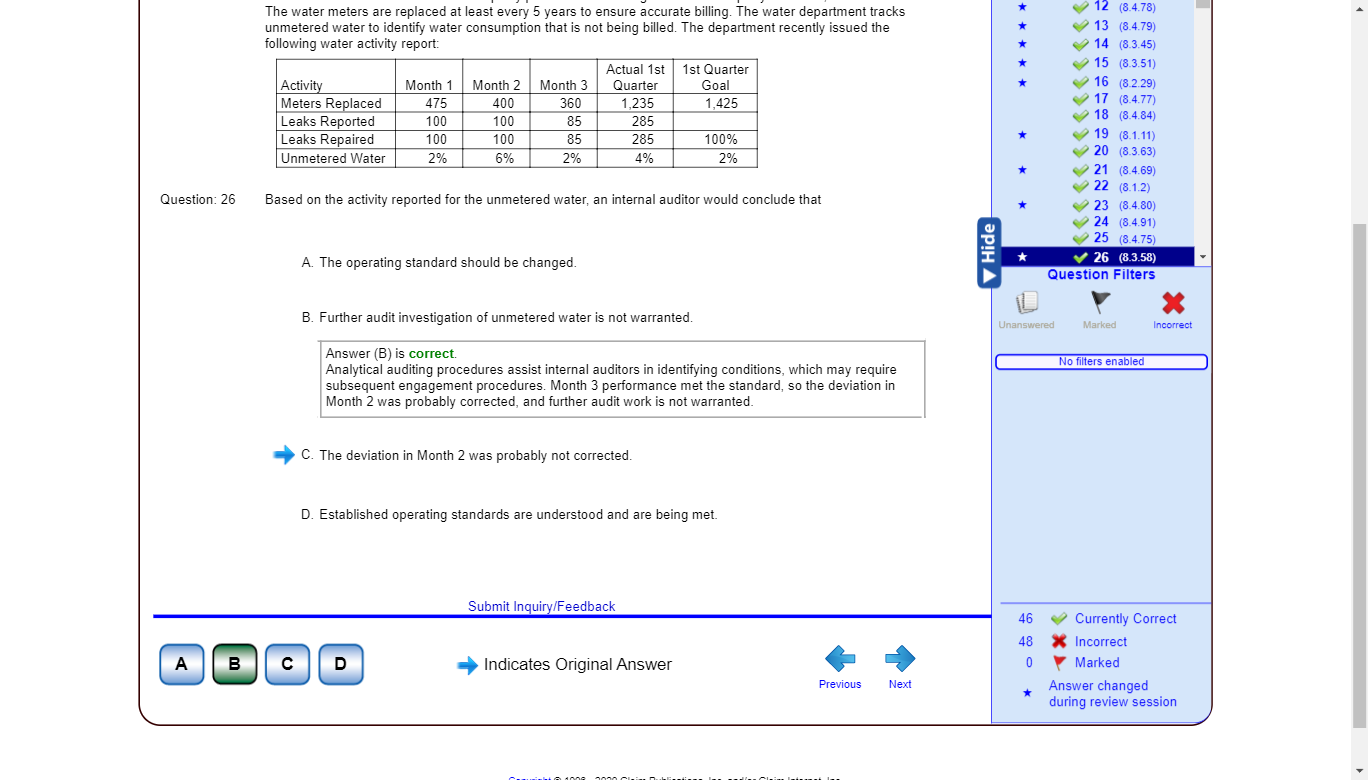 The water meters are replaced at least every 5 years to ensure accurate billing. The water department tracks
unmetered water to identify water consumption that is not being billed. The department recently issued the
following water activity report:
Activity Month 1 Month 2 Month 3 Actual 1st Quarter 1st Quarter Goal
Meters Replaced 475 400 360 1,235 1,425
Leaks Reported 100 100 85 285
Leaks Repaired 100 100 85 285 100%
Unmetered Water 2% 6% 2% 4% 2%
Question: 26 Based on the activity reported for the unmetered water, an internal auditor would conclude that
A. The operating standard should be changed.
B. Further audit investigation of unmetered water is not warranted.
Answer (B) is correct.
Analytical auditing procedures assist internal auditors in identifying conditions, which may require
subsequent engagement procedures. Month 3 performance met the standard, so the deviation in
Month 2 was probably corrected, and further audit work is not warranted.
C. The deviation in Month 2 was probably not corrected.
D. Established operating standards are understood and are being met.
Submit Inquiry/Feedback
A B C D
Indicates Original Answer
Previous
Next
Hide
12 (8.4.78)
13 (8.4.79)
14 (8.3.45)
15 (8.3.51)
16 (8.2.29)
17 (8.4.77)
18 (8.4.84)
19 (8.1.11)
20 (8.3.63)
21 (8.4.69)
22 (8.1.2)
23 (8.4.80)
24 (8.4.91)
25 (8.4.75)
26 (8.3.58)
Question Filters
Unanswered
Marked
Incorrect
No filters enabled
46 Currently Correct
48 Incorrect
0 Marked
Answer changed
during review session